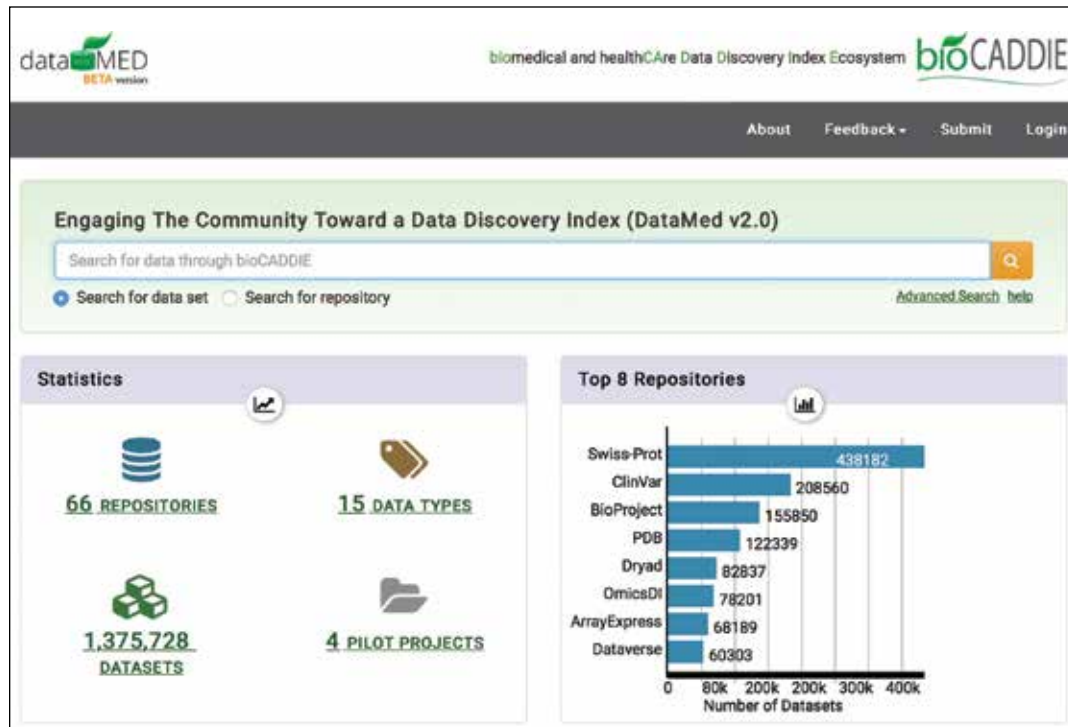 dataMED
BETA version
biomedical and healthCAre Data Discovery Index Ecosystem
bioCADDIE
About Feedback Submit Login
Engaging The Community Toward a Data Discovery Index (DataMed v2.0)
Search for data through bioCADDIE
Search for data set Search for repository Advanced Search help
Statistics
66 REPOSITORIES
15 DATA TYPES
1,375,728
DATASETS
4 PILOT PROJECTS
Top 8 Repositories
Swiss-Prot 438182
ClinVar 208560
BioProject 155850
PDB 122339
Dryad 82837
OmicsDI 78201
ArrayExpress 68189
Dataverse 60303
0 80k 200k 200k 300k 400k
Number of Datasets